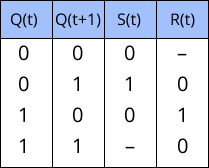 Q(t) Q(t+1) S(t) R(t)
0 0 0 –
0 1 1 0
1 0 0 1
1 1 – 0